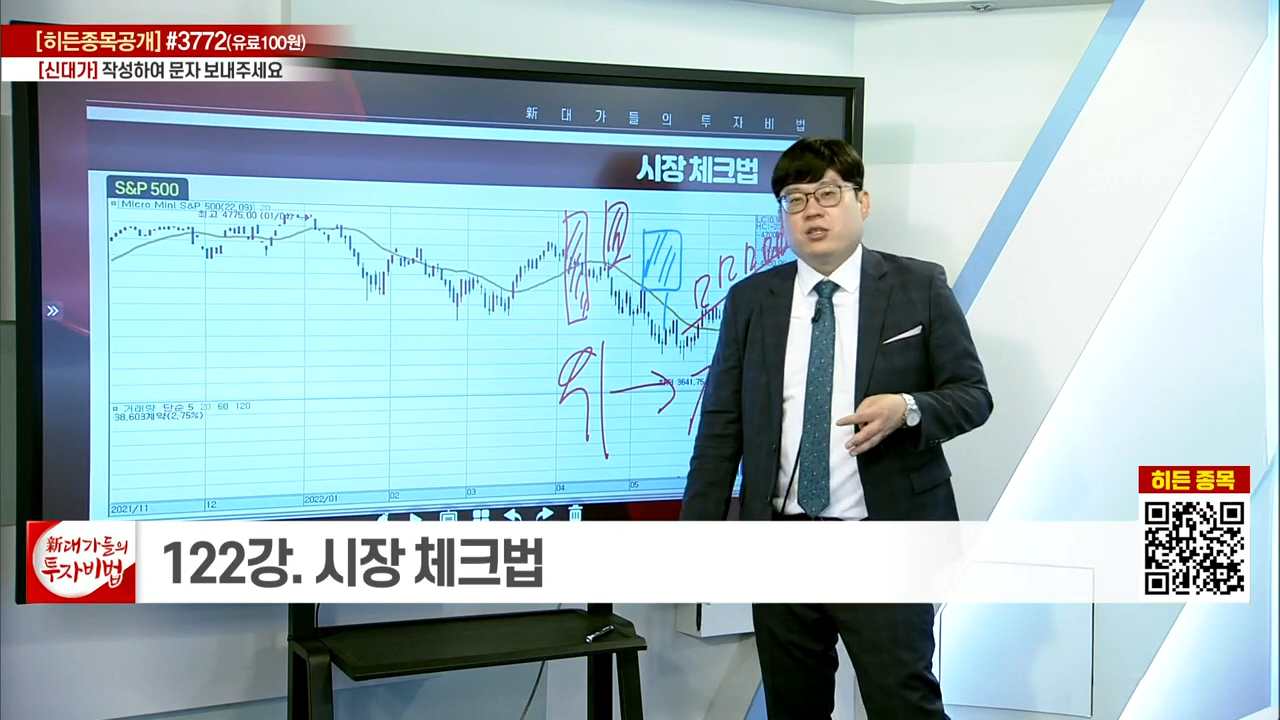 [히든종목공개] #3772(유료100원)
[신대가] 작성하여 문자 보내주세요
新 대 가 들 의 투 자 비 법
시장 체크법
S&P 500
Micro Mini S&P 500(22.09)
최고 4775.00 (01/04)
3641.75
거래량 단순 5 20 60 120
38,603계약(2.75%)
2021/11 12 2022/01 02 03 04 05
위 →
히든 종목
新대가들의
투자비법
122강. 시장 체크법